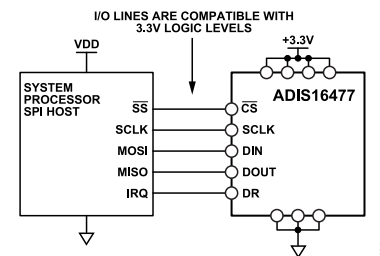 I/O LINES ARE COMPATIBLE WITH
3.3V LOGIC LEVELS
VDD
+3.3V
SYSTEM
PROCESSOR
SPI HOST
ADIS16477
SS
CS
SCLK
SCLK
MOSI
DIN
MISO
DOUT
IRQ
DR